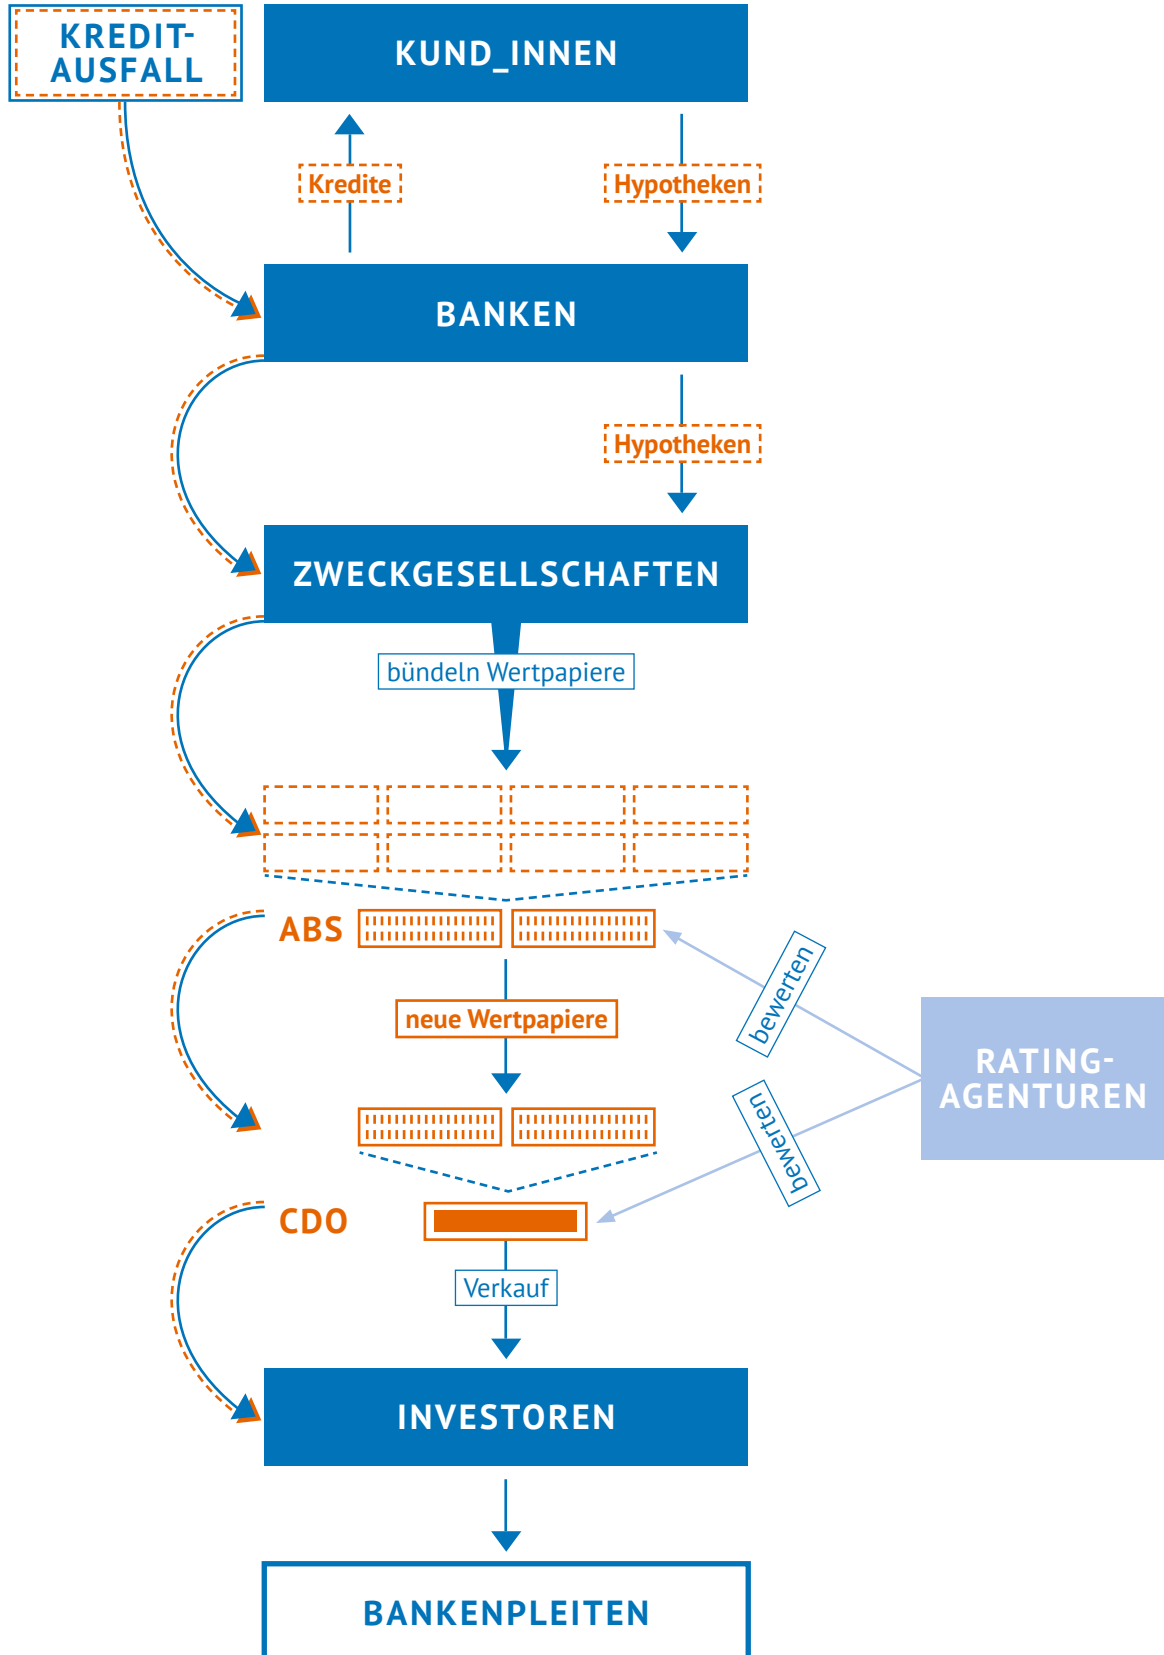 KREDIT-
AUSFALL
KUND_INNEN
Kredite
Hypotheken
BANKEN
Hypotheken
ZWECKGESELLSCHAFTEN
bündeln Wertpapiere
ABS
bewerten
neue Wertpapiere
RATING-
AGENTUREN
bewerten
CDO
Verkauf
INVESTOREN
BANKENPLEITEN